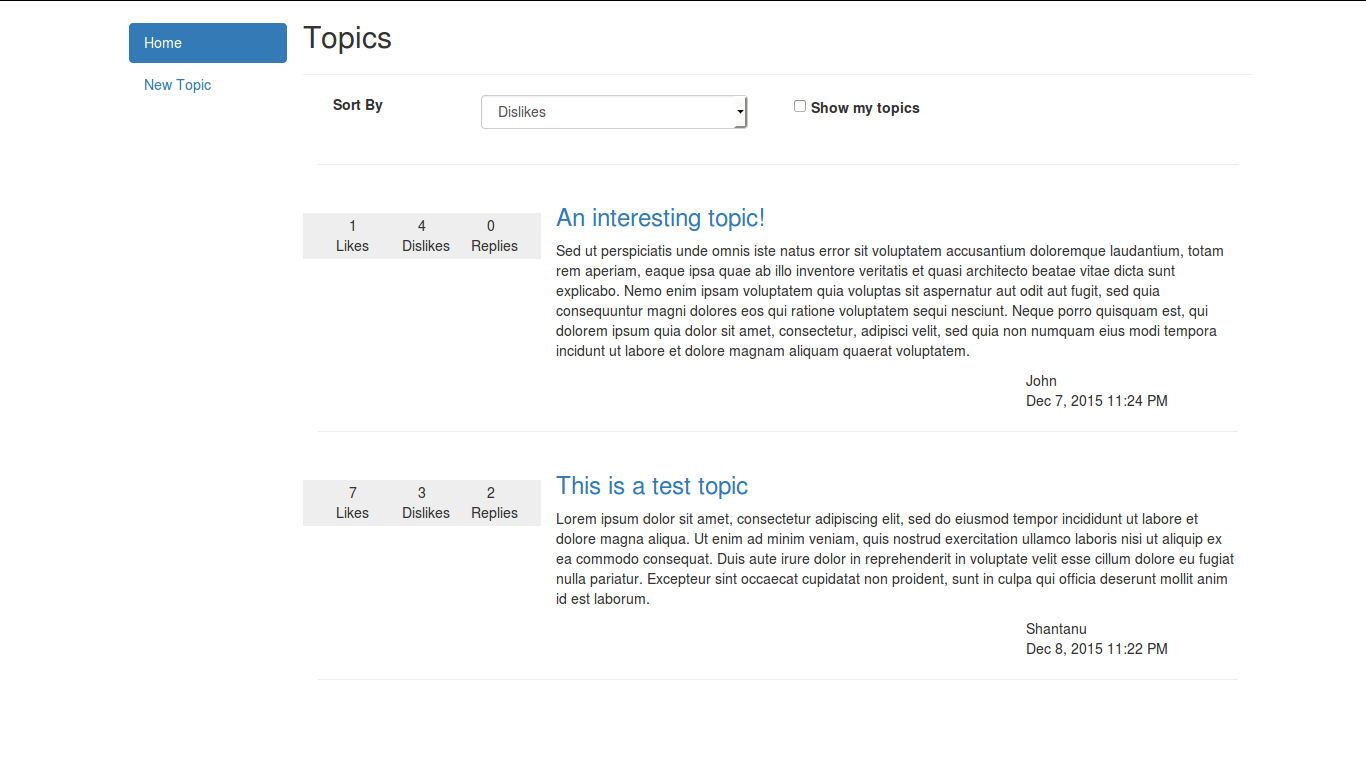 Home
New Topic
Topics
Sort By
Dislikes
Show my topics
1 4 0
Likes Dislikes Replies
An interesting topic!
Sed ut perspiciatis unde omnis iste natus error sit voluptatem accusantium doloremque laudantium, totam
rem aperiam, eaque ipsa quae ab illo inventore veritatis et quasi architecto beatae vitae dicta sunt
explicabo. Nemo enim ipsam voluptatem quia voluptas sit aspernatur aut odit aut fugit, sed quia
consequuntur magni dolores eos qui ratione voluptatem sequi nesciunt. Neque porro quisquam est, qui
dolorem ipsum quia dolor sit amet, consectetur, adipisci velit, sed quia non numquam eius modi tempora
incidunt ut labore et dolore magnam aliquam quaerat voluptatem.
John
Dec 7, 2015 11:24 PM
7 3 2
Likes Dislikes Replies
This is a test topic
Lorem ipsum dolor sit amet, consectetur adipiscing elit, sed do eiusmod tempor incididunt ut labore et
dolore magna aliqua. Ut enim ad minim veniam, quis nostrud exercitation ullamco laboris nisi ut aliquip ex
ea commodo consequat. Duis aute irure dolor in reprehenderit in voluptate velit esse cillum dolore eu fugiat
nulla pariatur. Excepteur sint occaecat cupidatat non proident, sunt in culpa qui officia deserunt mollit anim
id est laborum.
Shantanu
Dec 8, 2015 11:22 PM